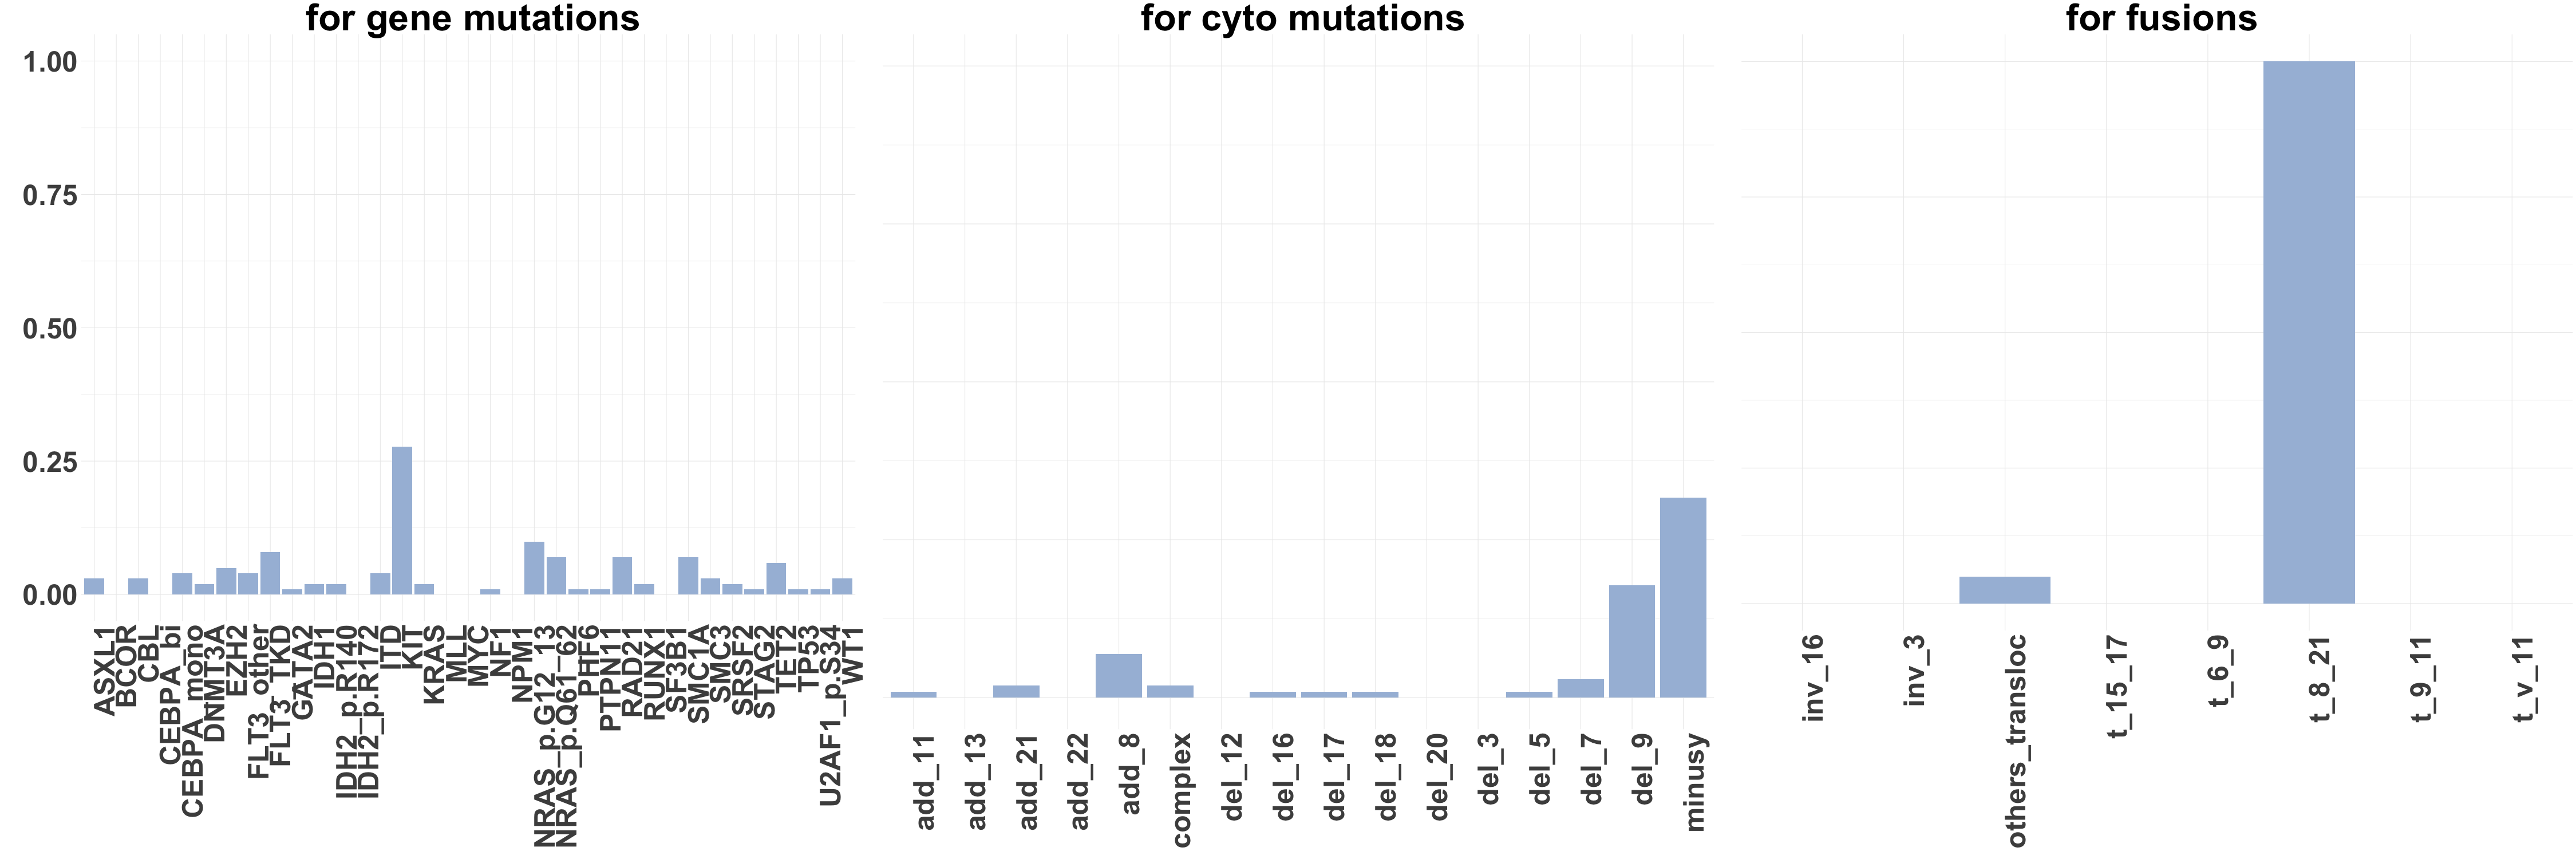 for gene mutations
for cyto mutations
for fusions
1.00
0.75
0.50
0.25
0.00
ASXL1
BCOR
CBL
CEBPA_bi
CEBPA_mono
DNMT3A
EZH2
FLT3_other
FLT3_TKD
GATA2
IDH1
IDH2_p.R140
IDH2_p.R172
ITD
KIT
KRAS
MLL
MYC
NF1
NPM1
NRAS_p.G12_13
NRAS_p.Q61_62
PHF6
PTPN11
RAD21
RUNX1
SF3B1
SMC1A
SMC3
SRSF2
STAG2
TET2
TP53
U2AF1_p.S34
WT1
add_11
add_13
add_21
add_22
add_8
complex
del_12
del_16
del_17
del_18
del_20
del_3
del_5
del_7
del_9
minusy
inv_16
inv_3
others_transloc
t_15_17
t_6_9
t_8_21
t_9_11
t_v_11